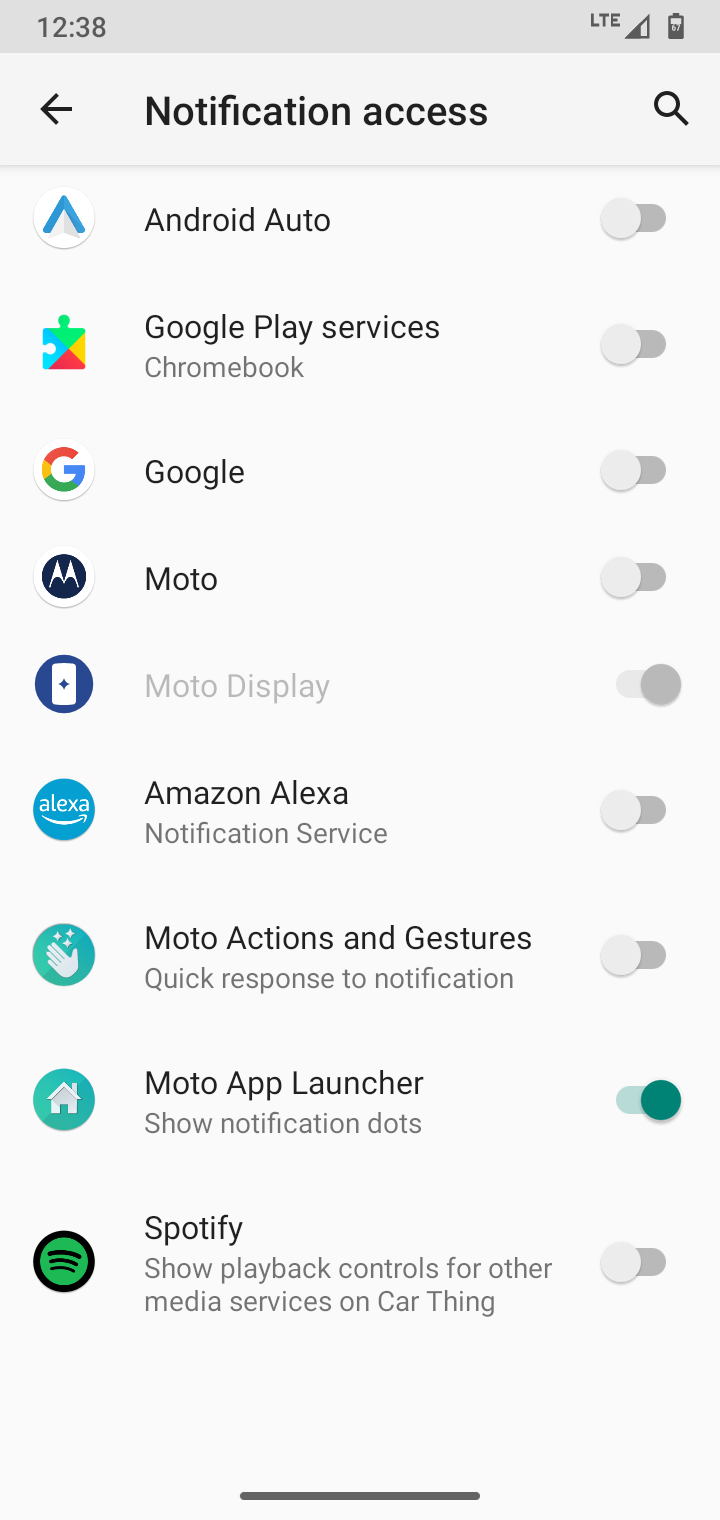 12:38
LTE
67
Notification access
Android Auto
Google Play services
Chromebook
Google
Moto
Moto Display
alexa
Amazon Alexa
Notification Service
Moto Actions and Gestures
Quick response to notification
Moto App Launcher
Show notification dots
Spotify
Show playback controls for other
media services on Car Thing